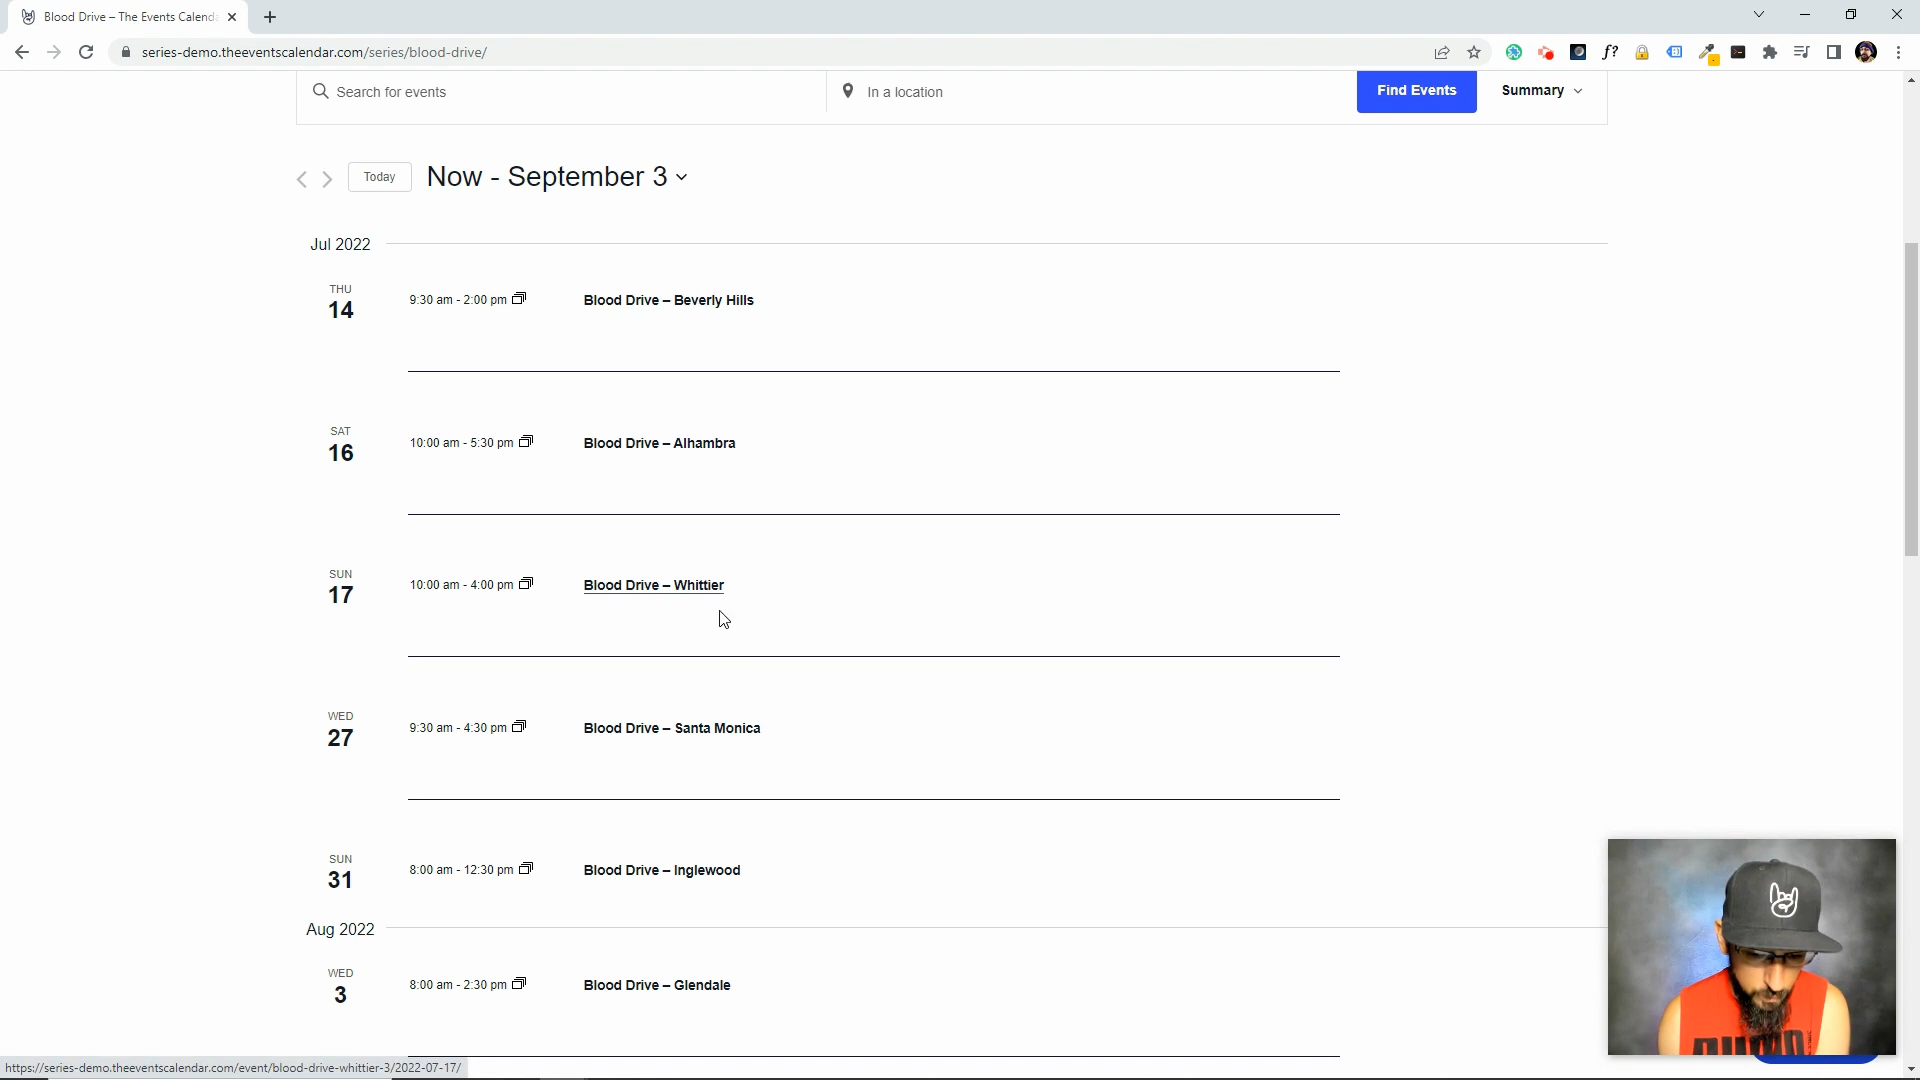 Blood Drive – The Events Calenda
series-demo.theeventscalendar.com/series/blood-drive/
f?
Search for events
In a location
Find Events
Summary
Today
Now - September 3
Jul 2022
THU
14
9:30 am - 2:00 pm
Blood Drive – Beverly Hills
SAT
16
10:00 am - 5:30 pm
Blood Drive – Alhambra
SUN
17
10:00 am - 4:00 pm
Blood Drive – Whittier
WED
27
9:30 am - 4:30 pm
Blood Drive – Santa Monica
SUN
31
8:00 am - 12:30 pm
Blood Drive – Inglewood
Aug 2022
WED
3
8:00 am - 2:30 pm
Blood Drive – Glendale
https://series-demo.theeventscalendar.com/event/blood-drive-whittier-3/2022-07-17/